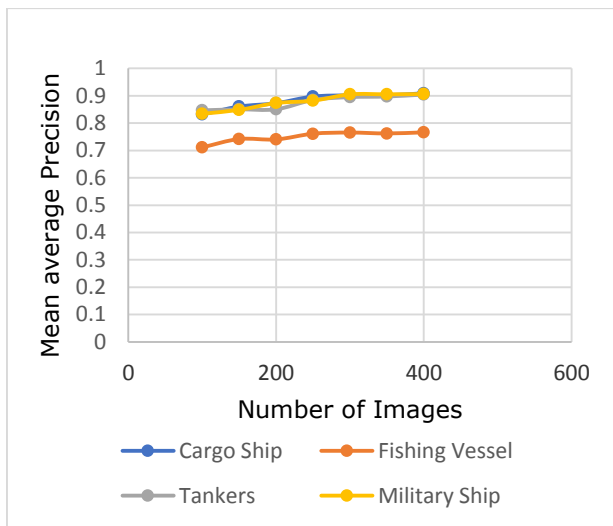 Mean average Precision
1
0.9
0.8
0.7
0.6
0.5
0.4
0.3
0.2
0.1
0
0 200 400 600
Number of Images
Cargo Ship Fishing Vessel
Tankers Military Ship